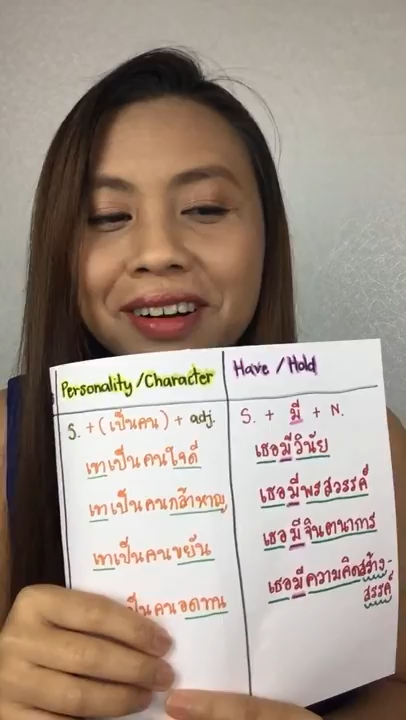 Personality/Character
S. + (เป็นคน) + adj.
เขาเป็นคนใจดี
เขาเป็นคนกล้าหาญ
เขาเป็นคนขยัน
เป็นคนอดทน
Have / Hold
S. + มี + N.
เธอมีวินัย
เธอมีพรสวรรค์
เธอมีจินตนาการ
เธอมีความคิดสร้าง-
สรรค์